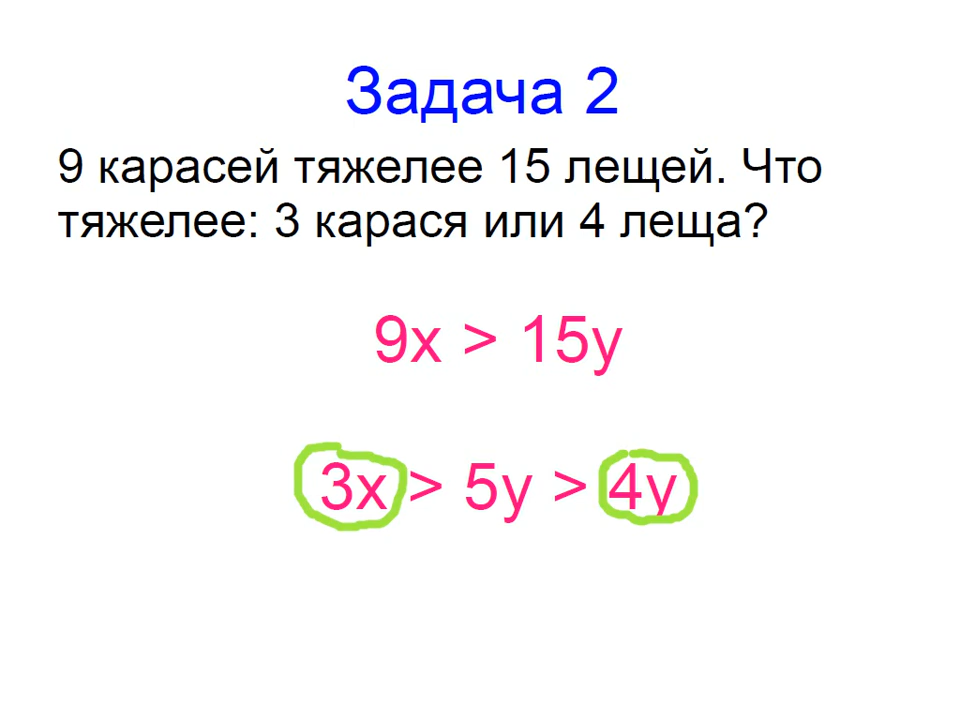 Задача 2
9 карасей тяжелее 15 лещей. Что
тяжелее: 3 карася или 4 леща?
9x > 15y
3x > 5y > 4y